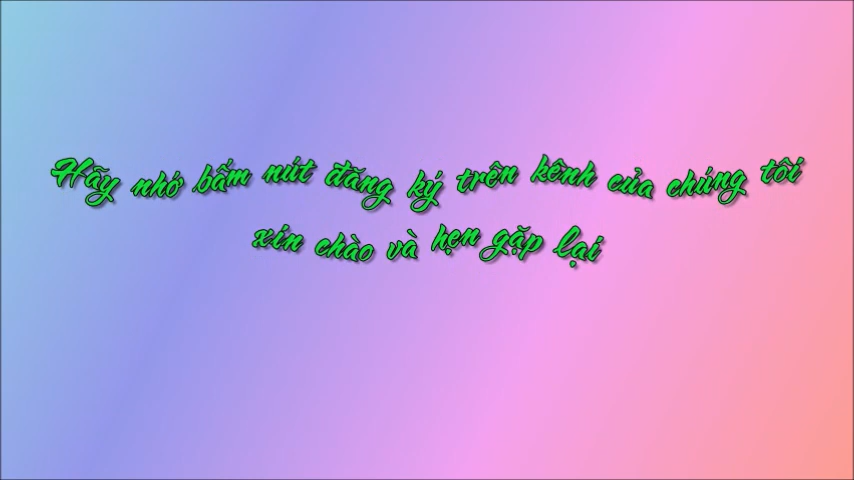 Hãy nhớ bấm nút đăng ký trên kênh của chúng tôi
xin chào và hẹn gặp lại